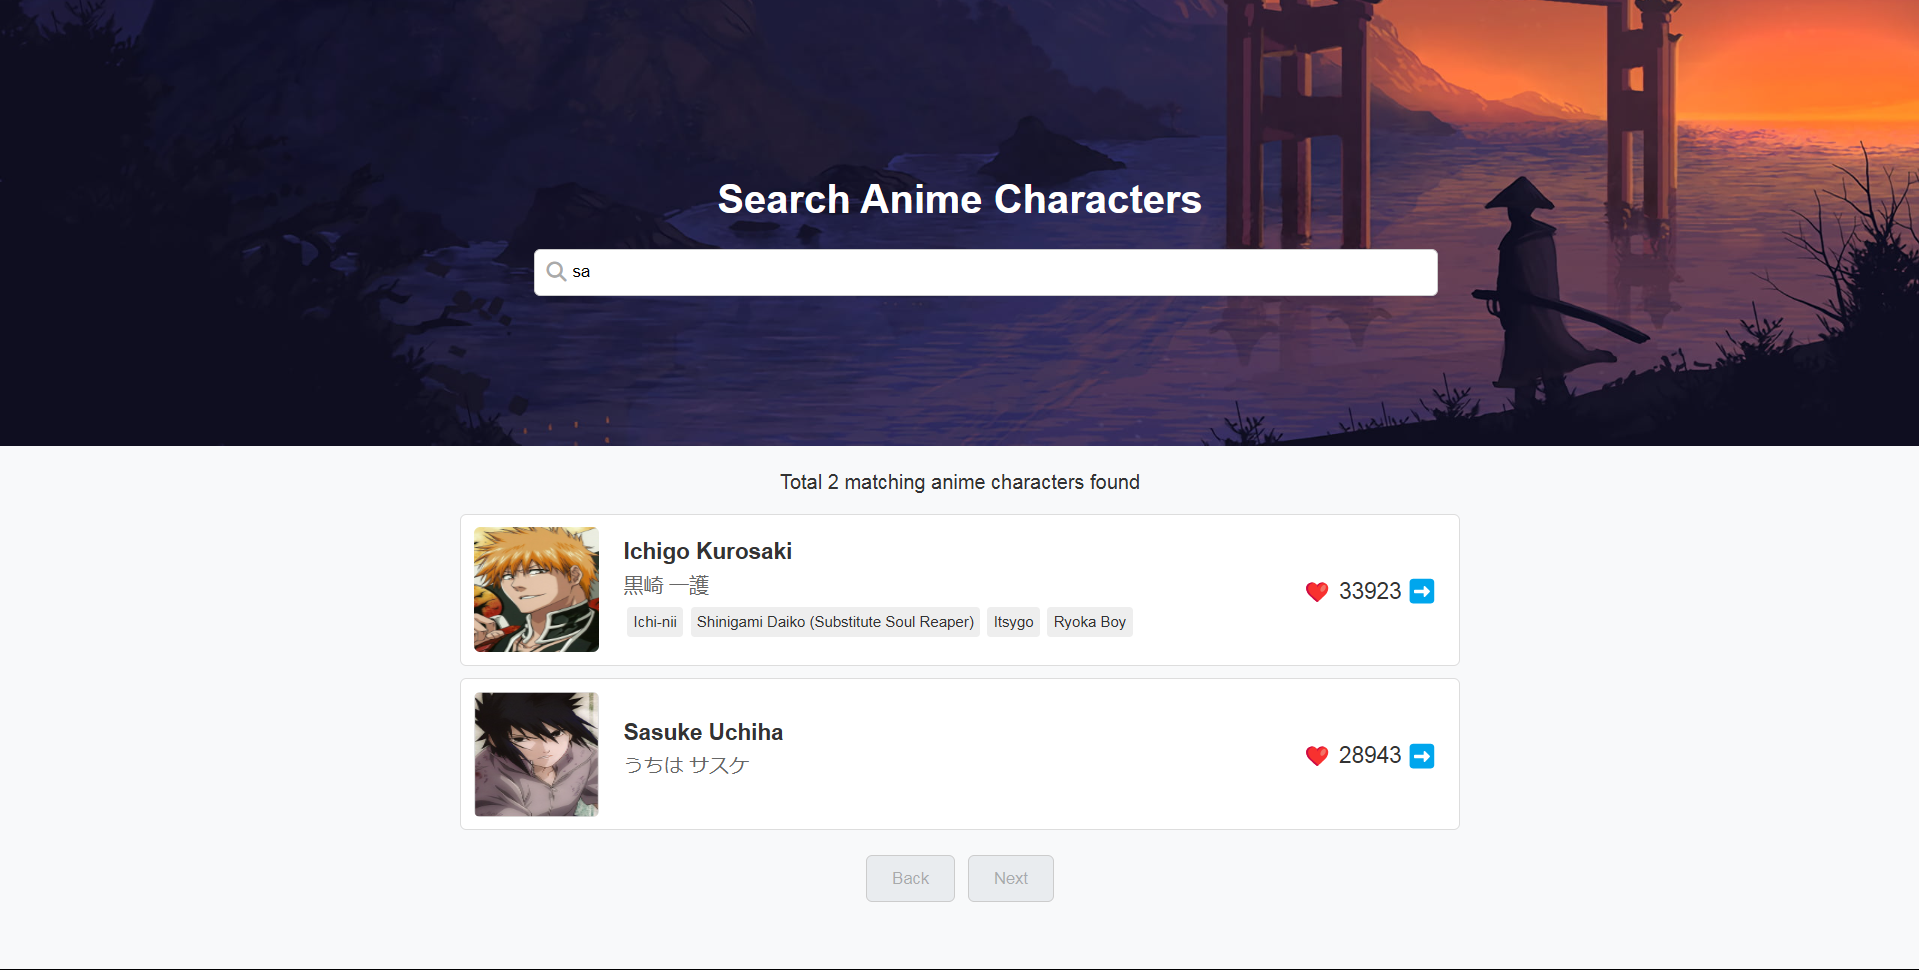 Search Anime Characters
sa
Total 2 matching anime characters found
Ichigo Kurosaki
黒崎 一護
Ichi-nii Shinigami Daiko (Substitute Soul Reaper) Itsygo Ryoka Boy
33923
Sasuke Uchiha
うちは サスケ
28943
Back Next